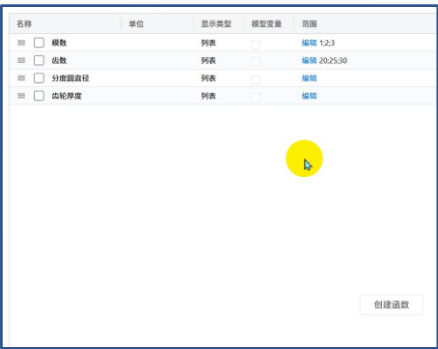 名称 单位 显示类型 模型变量 范围
模数 列表 编辑 1;2;3
齿数 列表 编辑 20;25;30
分度圆直径 列表 编辑
齿轮厚度 列表 编辑
创建函数